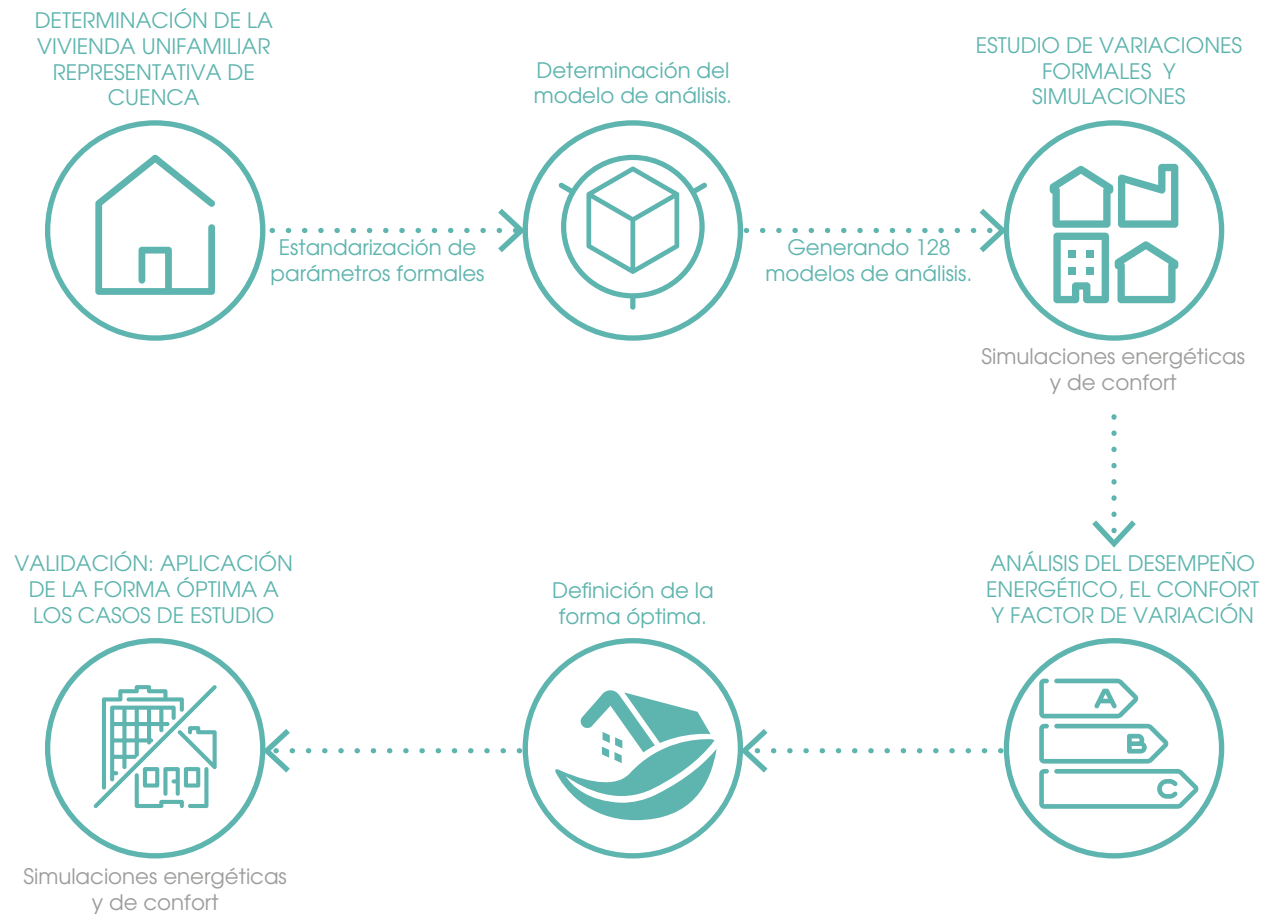 DETERMINACIÓN DE LA
VIVIENDA UNIFAMILIAR
REPRESENTATIVA DE
CUENCA
Estandarización de
parámetros formales
Determinación del
modelo de análisis.
Generando 128
modelos de análisis.
ESTUDIO DE VARIACIONES
FORMALES Y
SIMULACIONES
Simulaciones energéticas
y de confort
ANÁLISIS DEL DESEMPEÑO
ENERGÉTICO, EL CONFORT
Y FACTOR DE VARIACIÓN
A
B
C
Definición de la
forma óptima.
VALIDACIÓN: APLICACIÓN
DE LA FORMA ÓPTIMA A
LOS CASOS DE ESTUDIO
Simulaciones energéticas
y de confort